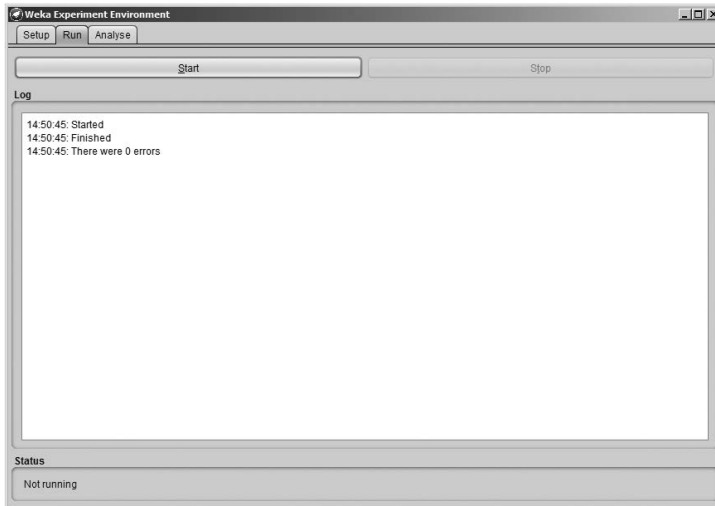 Weka Experiment Environment
Setup Run Analyse
Start Stop
Log
14:50:45: Started
14:50:45: Finished
14:50:45: There were 0 errors
Status
Not running